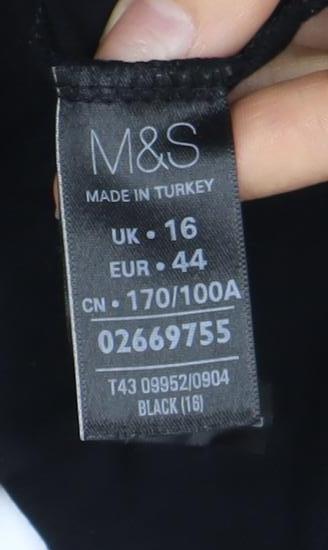 M&S
MADE IN TURKEY
UK • 16
EUR • 44
CN • 170/100A
02669755
T43 09952/0904
BLACK (16)